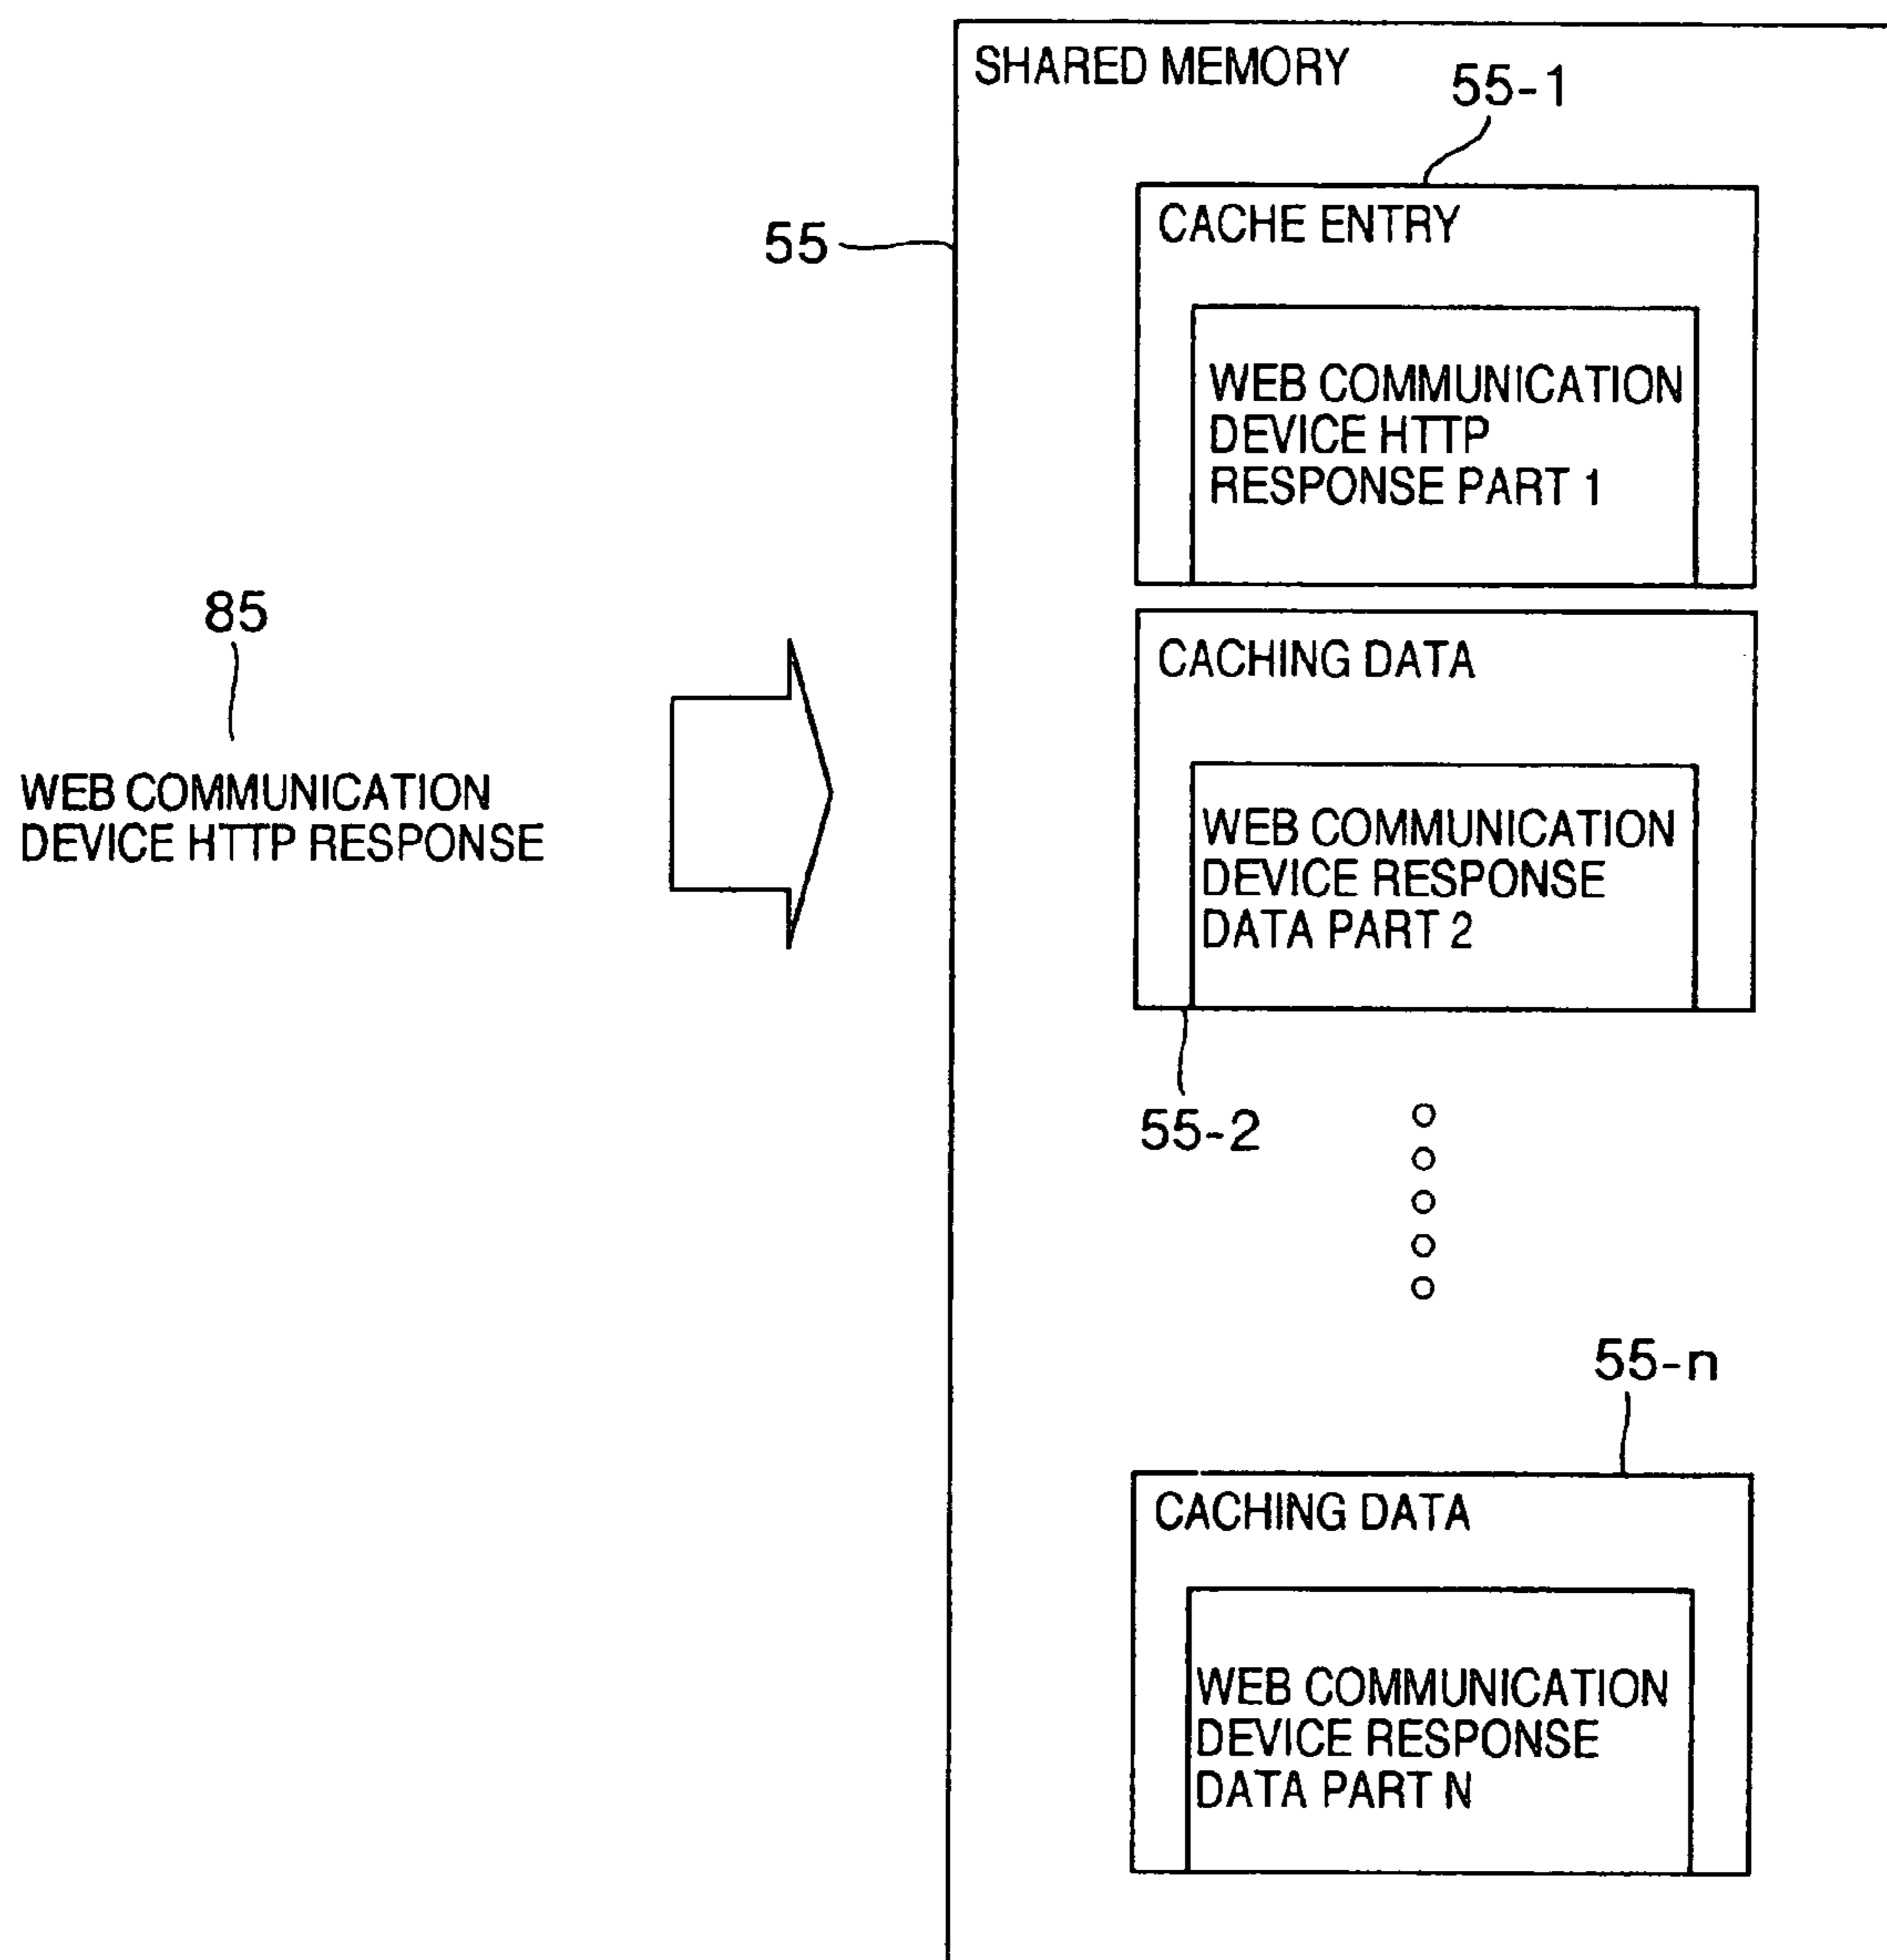 SHARED MEMORY
55-1
55
CACHE ENTRY
WEB COMMUNICATION
DEVICE HTTP
RESPONSE PART 1
85
WEB COMMUNICATION
DEVICE HTTP RESPONSE
CACHING DATA
WEB COMMUNICATION
DEVICE RESPONSE
DATA PART 2
55-2
55-n
CACHING DATA
WEB COMMUNICATION
DEVICE RESPONSE
DATA PART N